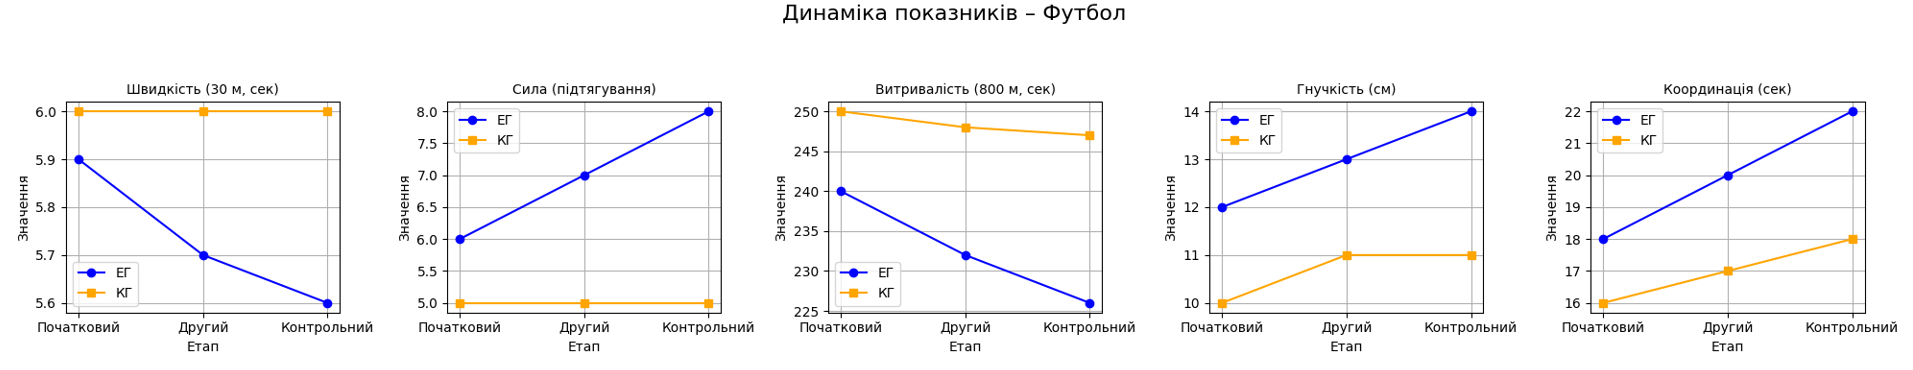 Динаміка показників – Футбол
Швидкість (30 м, сек)
6.0
5.9
5.8
5.7
5.6
Значення
ЕГ
КГ
Початковий Другий Контрольний
Етап
Сила (підтягування)
8.0
7.5
7.0
6.5
6.0
5.5
5.0
Значення
ЕГ
КГ
Початковий Другий Контрольний
Етап
Витривалість (800 м, сек)
250
245
240
235
230
225
Значення
ЕГ
КГ
Початковий Другий Контрольний
Етап
Гнучкість (см)
14
13
12
11
10
Значення
ЕГ
КГ
Початковий Другий Контрольний
Етап
Координація (сек)
22
21
20
19
18
17
16
Значення
ЕГ
КГ
Початковий Другий Контрольний
Етап